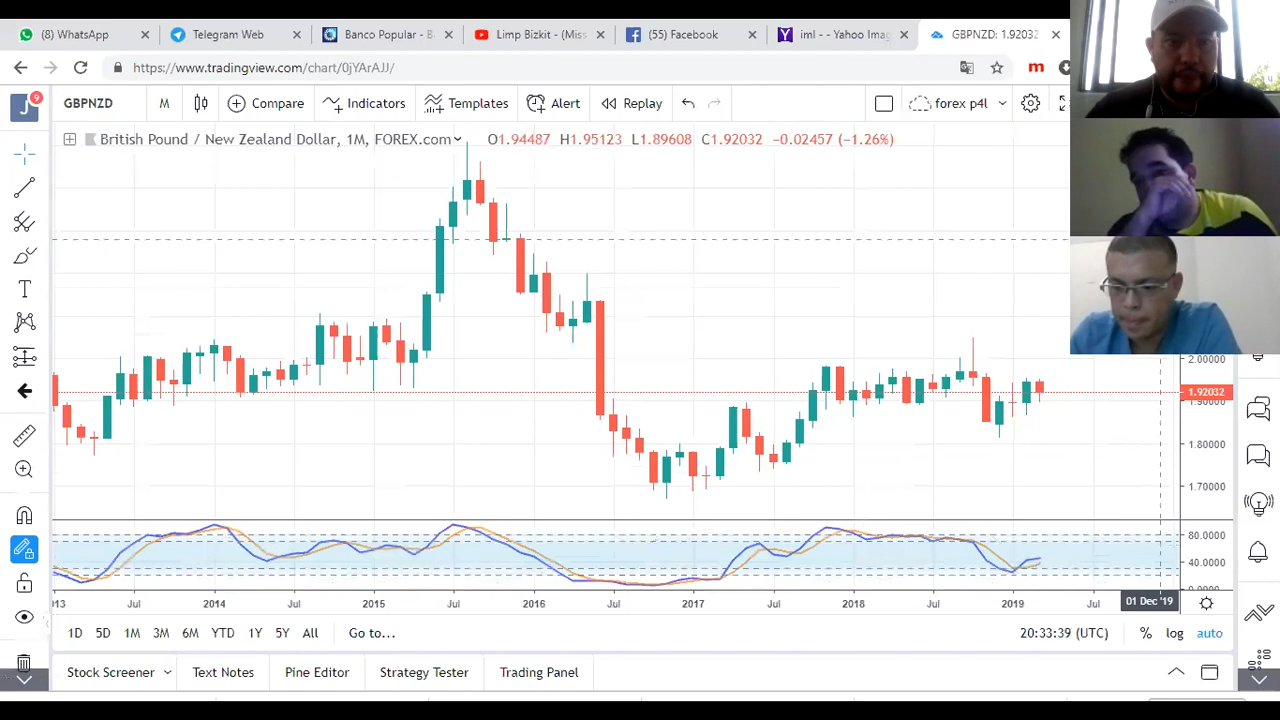 (8) WhatsApp
Telegram Web
Banco Popular - Ba
Limp Bizkit - (Miss
(55) Facebook
iml - - Yahoo Imag
GBPNZD: 1.92032
https://www.tradingview.com/chart/0jYArAJJ/
m
J
9
GBPNZD
M
Compare
Indicators
Templates
Alert
Replay
forex p4l
British Pound / New Zealand Dollar, 1M, FOREX.com
O1.94487 H1.95123 L1.89608 C1.92032 −0.02457 (−1.26%)
T
2.00000
1.92032
1.90000
1.80000
1.70000
80.0000
40.0000
0.0000
13
Jul
2014
Jul
2015
Jul
2016
Jul
2017
Jul
2018
Jul
2019
Jul
01 Dec '19
1D
5D
1M
3M
6M
YTD
1Y
5Y
All
Go to...
20:33:39 (UTC)
%
log
auto
Stock Screener
Text Notes
Pine Editor
Strategy Tester
Trading Panel